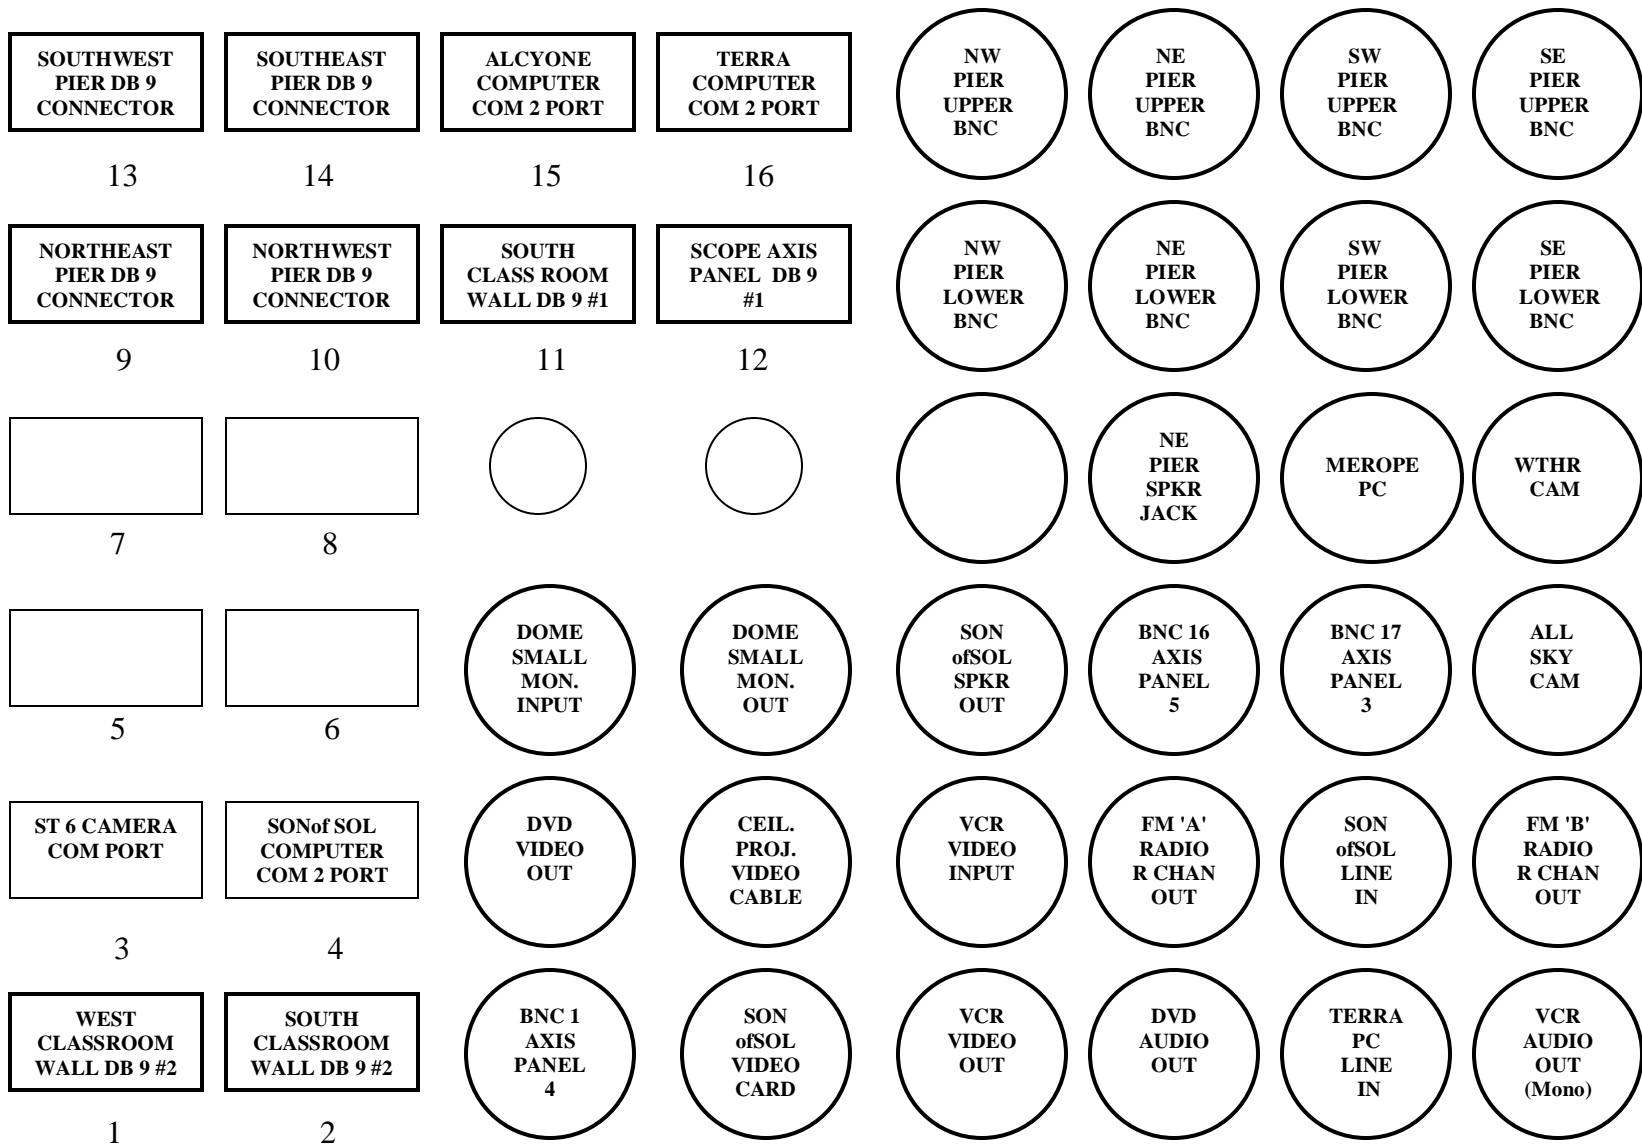 SOUTHWEST
PIER DB 9
CONNECTOR
13
SOUTHEAST
PIER DB 9
CONNECTOR
14
ALCYONE
COMPUTER
COM 2 PORT
15
TERRA
COMPUTER
COM 2 PORT
16
NW
PIER
UPPER
BNC
NE
PIER
UPPER
BNC
SW
PIER
UPPER
BNC
SE
PIER
UPPER
BNC
NORTHEAST
PIER DB 9
CONNECTOR
9
NORTHWEST
PIER DB 9
CONNECTOR
10
SOUTH
CLASS ROOM
WALL DB 9 #1
11
SCOPE AXIS
PANEL DB 9
#1
12
NW
PIER
LOWER
BNC
NE
PIER
LOWER
BNC
SW
PIER
LOWER
BNC
SE
PIER
LOWER
BNC
7
8
NE
PIER
SPKR
JACK
MEROPE
PC
WTHR
CAM
5
6
DOME
SMALL
MON.
INPUT
DOME
SMALL
MON.
OUT
SON
ofSOL
SPKR
OUT
BNC 16
AXIS
PANEL
5
BNC 17
AXIS
PANEL
3
ALL
SKY
CAM
ST 6 CAMERA
COM PORT
3
SONof SOL
COMPUTER
COM 2 PORT
4
DVD
VIDEO
OUT
CEIL.
PROJ.
VIDEO
CABLE
VCR
VIDEO
INPUT
FM 'A'
RADIO
R CHAN
OUT
SON
ofSOL
LINE
IN
FM 'B'
RADIO
R CHAN
OUT
WEST
CLASSROOM
WALL DB 9 #2
1
SOUTH
CLASSROOM
WALL DB 9 #2
2
BNC 1
AXIS
PANEL
4
SON
ofSOL
VIDEO
CARD
VCR
VIDEO
OUT
DVD
AUDIO
OUT
TERRA
PC
LINE
IN
VCR
AUDIO
OUT
(Mono)